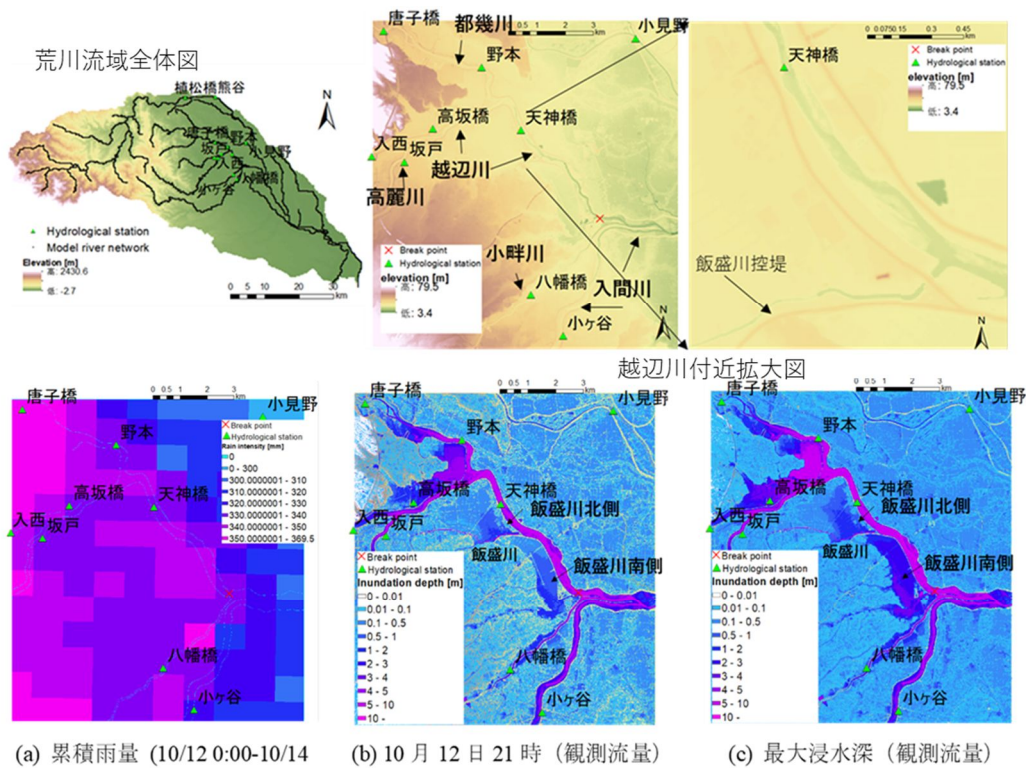 荒川流域全体図
植松橋熊谷
唐子橋
野本
小見野
坂戸
入西
小ヶ谷
八幡橋
N
Hydrological station
Model river network
Elevation [m]
高: 2430.6
低: -2.7
0 5 10 20 30
km
唐子橋
都幾川
0 0.5 1 2 3
km
小見野
野本
高坂橋
天神橋
入西
坂戸
越辺川
高麗川
小畔川
八幡橋
入間川
小ケ谷
Break point
Hydrological station
elevation [m]
高: 79.5
低: 3.4
N
0 0.075 0.15 0.3 0.45
km
天神橋
Break point
Hydrological station
elevation [m]
高: 79.5
低: 3.4
飯盛川控堤
N
越辺川付近拡大図
唐子橋
0 0.5 1 2 3
km
小見野
野本
高坂橋
天神橋
入西
坂戸
八幡橋
小ヶ谷
Break point
Hydrological station
Rain intensity [mm]
0
0 - 300
300.0000001 - 310
310.0000001 - 320
320.0000001 - 330
330.0000001 - 340
340.0000001 - 350
350.0000001 - 369.5
(a) 累積雨量 (10/12 0:00-10/14
唐子橋
0 0.5 1 2 3
km
小見野
野本
高坂橋
天神橋
入西
坂戸
飯盛川北側
飯盛川
飯盛川南側
八幡橋
小ヶ谷
Break point
Hydrological station
Inundation depth [m]
0 - 0.01
0.01 - 0.1
0.1 - 0.5
0.5 - 1
1 - 2
2 - 3
3 - 4
4 - 5
5 - 10
10 -
(b) 10 月 12 日 21 時（観測流量）
唐子橋
0 0.5 1 2 3
km
小見野
野本
高坂橋
天神橋
入西
坂戸
飯盛川北側
飯盛川
飯盛川南側
八幡橋
小ヶ谷
Break point
Hydrological station
Inundation depth [m]
0 - 0.01
0.01 - 0.1
0.1 - 0.5
0.5 - 1
1 - 2
2 - 3
3 - 4
4 - 5
5 - 10
10 -
(c) 最大浸水深（観測流量）